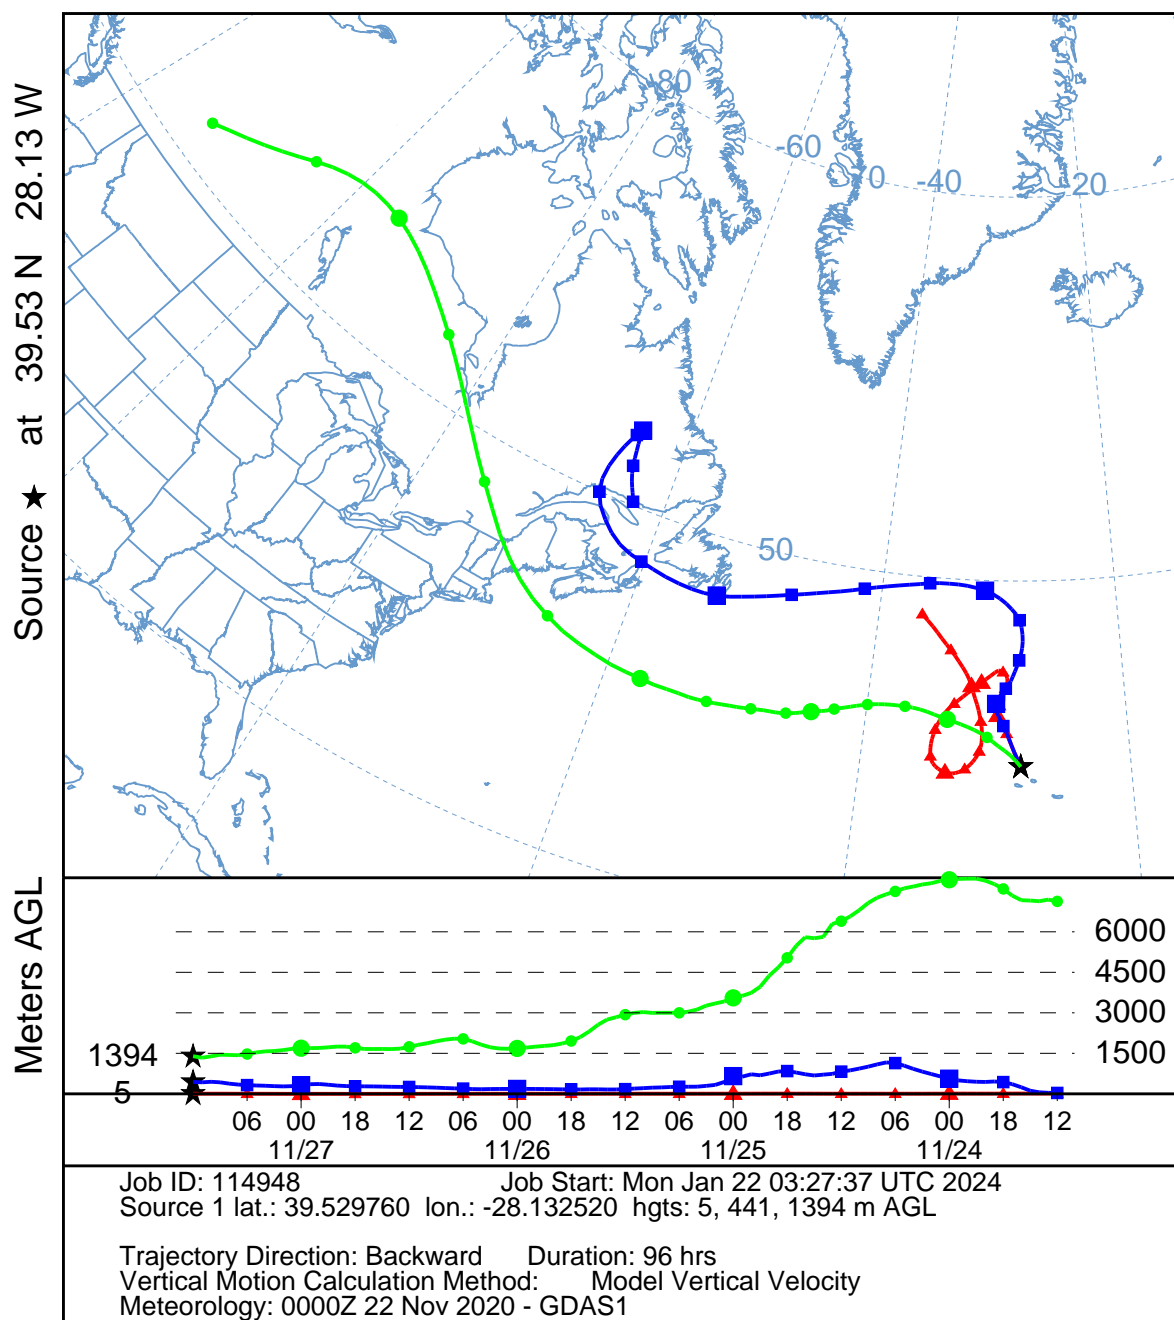 Source ★ at 39.53 N 28.13 W
80
-60
70
-40
-20
50
Meters AGL
6000
4500
3000
1500
1394
5
06 00 18 12 06 00 18 12 06 00 18 12 06 00 18 12
11/27 11/26 11/25 11/24
Job ID: 114948 Job Start: Mon Jan 22 03:27:37 UTC 2024
Source 1 lat.: 39.529760 lon.: -28.132520 hgts: 5, 441, 1394 m AGL
Trajectory Direction: Backward Duration: 96 hrs
Vertical Motion Calculation Method: Model Vertical Velocity
Meteorology: 0000Z 22 Nov 2020 - GDAS1